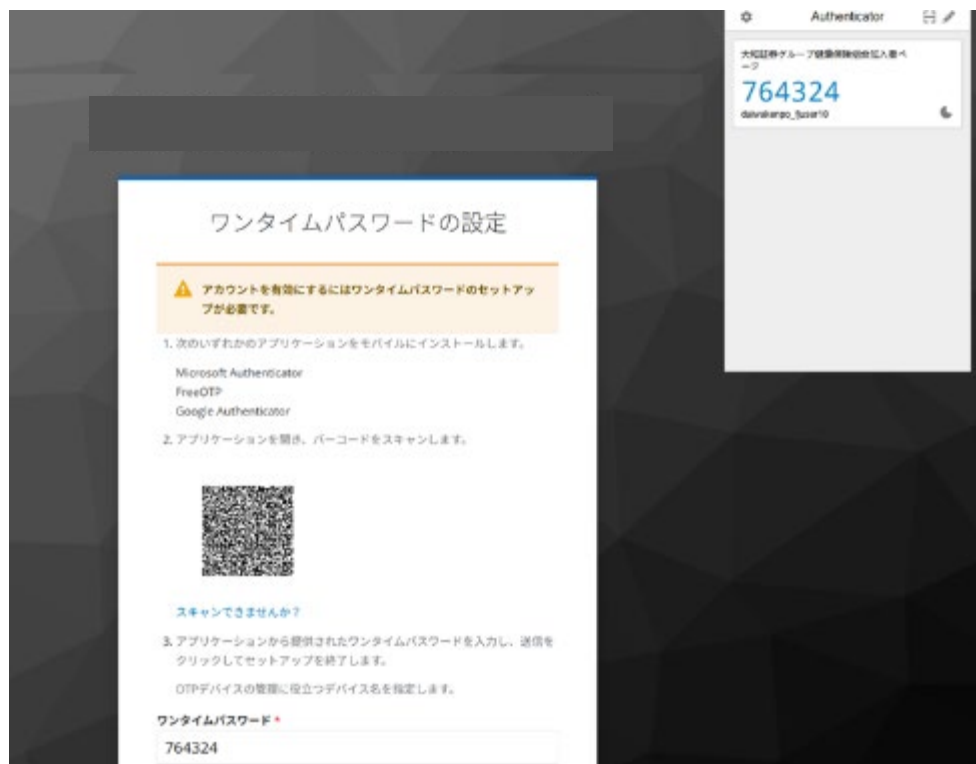 ワンタイムパスワードの設定
アカウントを有効にするにはワンタイムパスワードのセットアッ
プが必要です。
1. 次のいずれかのアプリケーションをモバイルにインストールします。
Microsoft Authenticator
FreeOTP
Google Authenticator
2. アプリケーションを開き、バーコードをスキャンします。
スキャンできませんか?
3. アプリケーションから提供されたワンタイムパスワードを入力し、送信を
クリックしてセットアップを終了します。
OTPデバイスの管理に役立つデバイス名を指定します。
ワンタイムパスワード *
764324
Authenticator
大和証券グループ健康保険組合加入者ペ
ージ
764324